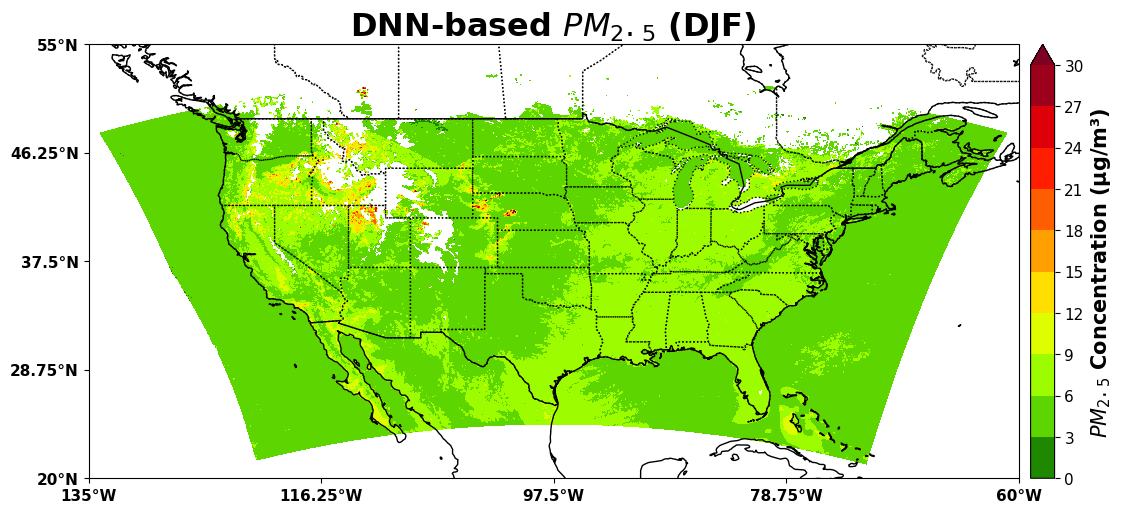 DNN-based PM2.5 (DJF)
55°N
46.25°N
37.5°N
28.75°N
20°N
135°W
116.25°W
97.5°W
78.75°W
60°W
30
27
24
21
18
15
12
9
6
3
0
PM2.5 Concentration (µg/m³)